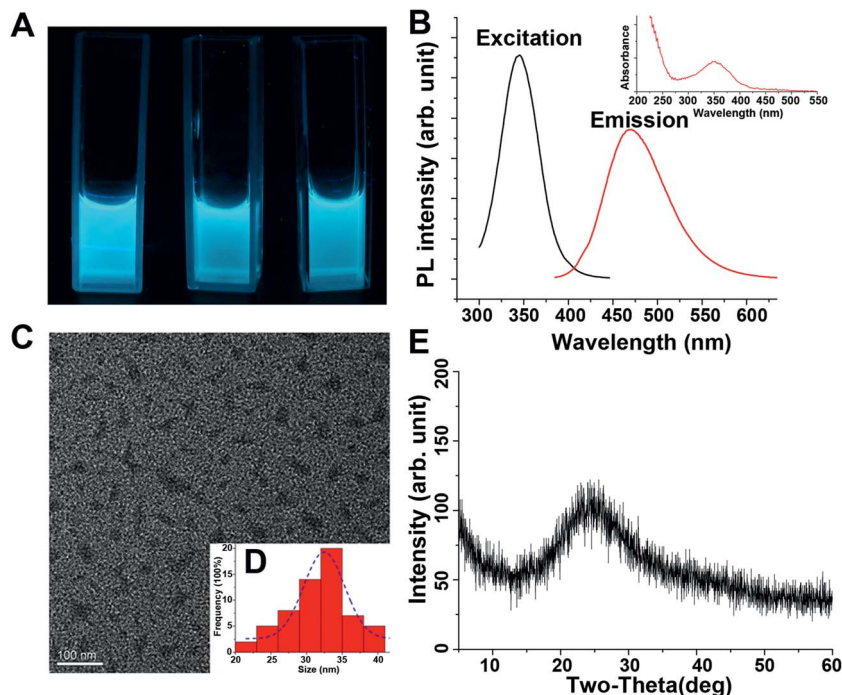 A
B
Excitation
Emission
PL intensity (arb. unit)
300 350 400 450 500 550 600
Wavelength (nm)
Absorbance
200 250 300 350 400 450 500 550
Wavelength (nm)
C
100 nm
D
Frequency (100%)
20
15
10
5
0
20 25 30 35 40
Size (nm)
E
Intensity (arb. unit)
200
150
100
50
0
10 20 30 40 50 60
Two-Theta(deg)